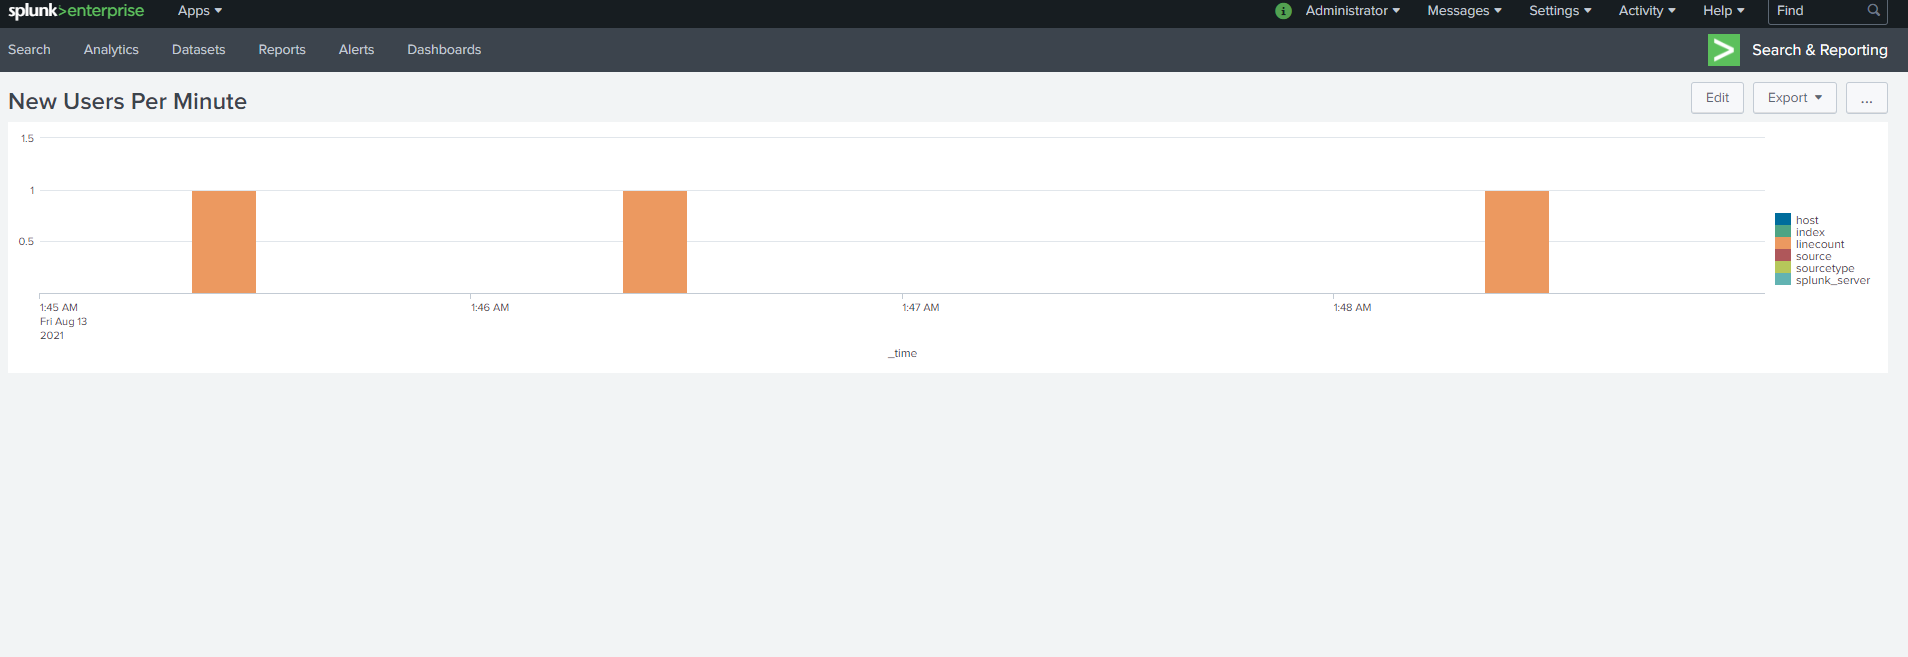 splunk>enterprise Apps Administrator Messages Settings Activity Help Find
Search Analytics Datasets Reports Alerts Dashboards Search & Reporting
New Users Per Minute Edit Export ...
1.5
1
0.5
host
index
linecount
source
sourcetype
splunk_server
1:45 AM 1:46 AM 1:47 AM 1:48 AM
Fri Aug 13
2021
_time